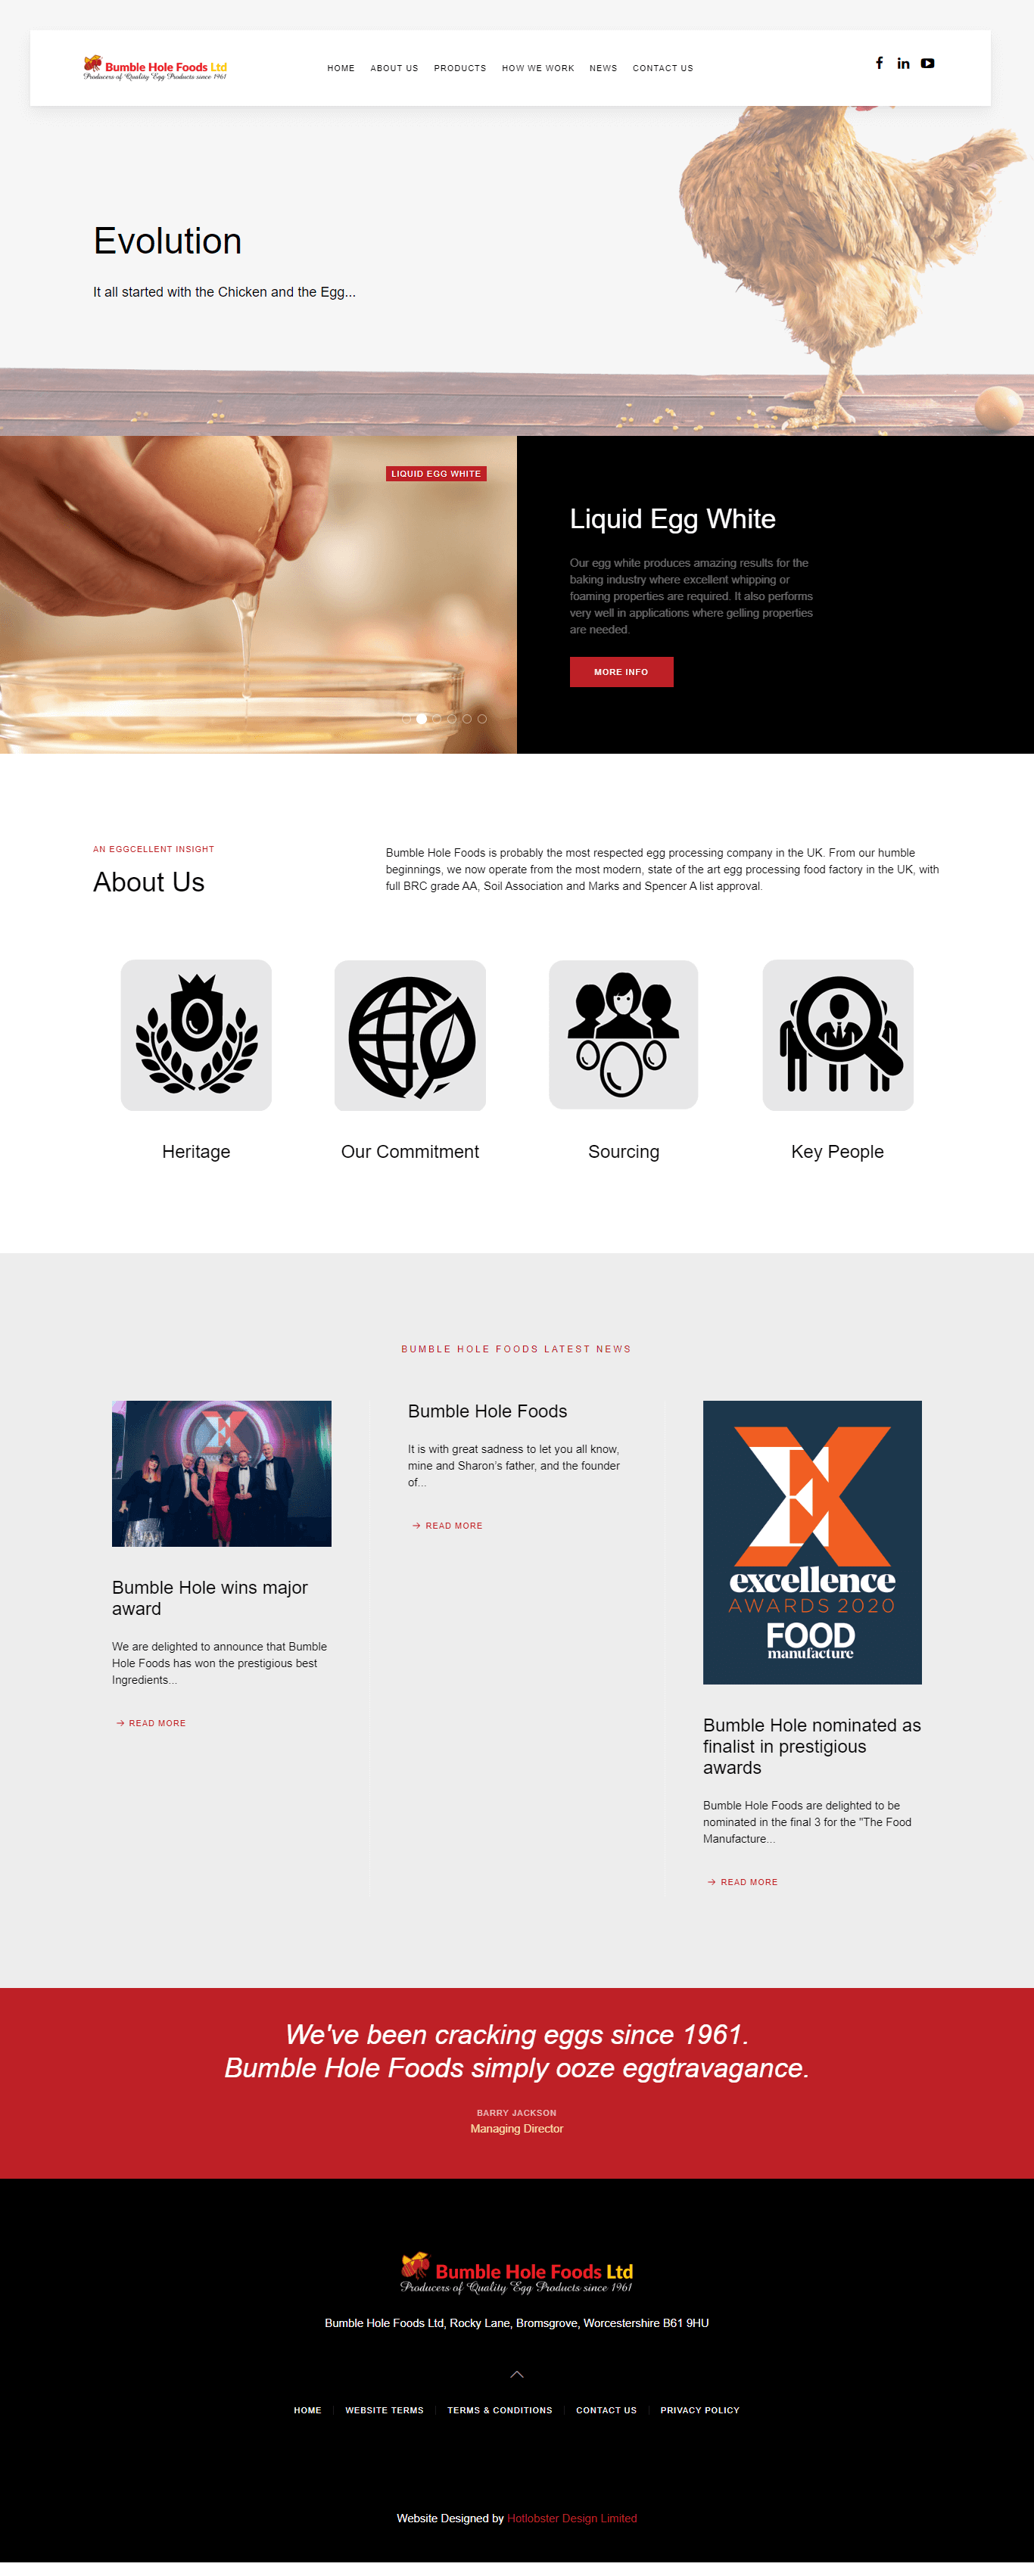 Bumble Hole Foods Ltd
Producers of Quality Egg Products since 1961
HOME ABOUT US PRODUCTS HOW WE WORK NEWS CONTACT US
Evolution
It all started with the Chicken and the Egg...
LIQUID EGG WHITE
Liquid Egg White
Our egg white produces amazing results for the
baking industry where excellent whipping or
foaming properties are required. It also performs
very well in applications where gelling properties
are needed.
MORE INFO
AN EGGCELLENT INSIGHT
About Us
Bumble Hole Foods is probably the most respected egg processing company in the UK. From our humble
beginnings, we now operate from the most modern, state of the art egg processing food factory in the UK, with
full BRC grade AA, Soil Association and Marks and Spencer A list approval.
Heritage
Our Commitment
Sourcing
Key People
BUMBLE HOLE FOODS LATEST NEWS
Bumble Hole wins major
award
We are delighted to announce that Bumble
Hole Foods has won the prestigious best
Ingredients...
READ MORE
Bumble Hole Foods
It is with great sadness to let you all know,
mine and Sharon's father, and the founder
of...
READ MORE
excellence
AWARDS 2020
FOOD
manufacture
Bumble Hole nominated as
finalist in prestigious
awards
Bumble Hole Foods are delighted to be
nominated in the final 3 for the "The Food
Manufacture...
READ MORE
We've been cracking eggs since 1961.
Bumble Hole Foods simply ooze eggtravagance.
BARRY JACKSON
Managing Director
Bumble Hole Foods Ltd
Producers of Quality Egg Products since 1961
Bumble Hole Foods Ltd, Rocky Lane, Bromsgrove, Worcestershire B61 9HU
HOME WEBSITE TERMS TERMS & CONDITIONS CONTACT US PRIVACY POLICY
Website Designed by Hotlobster Design Limited